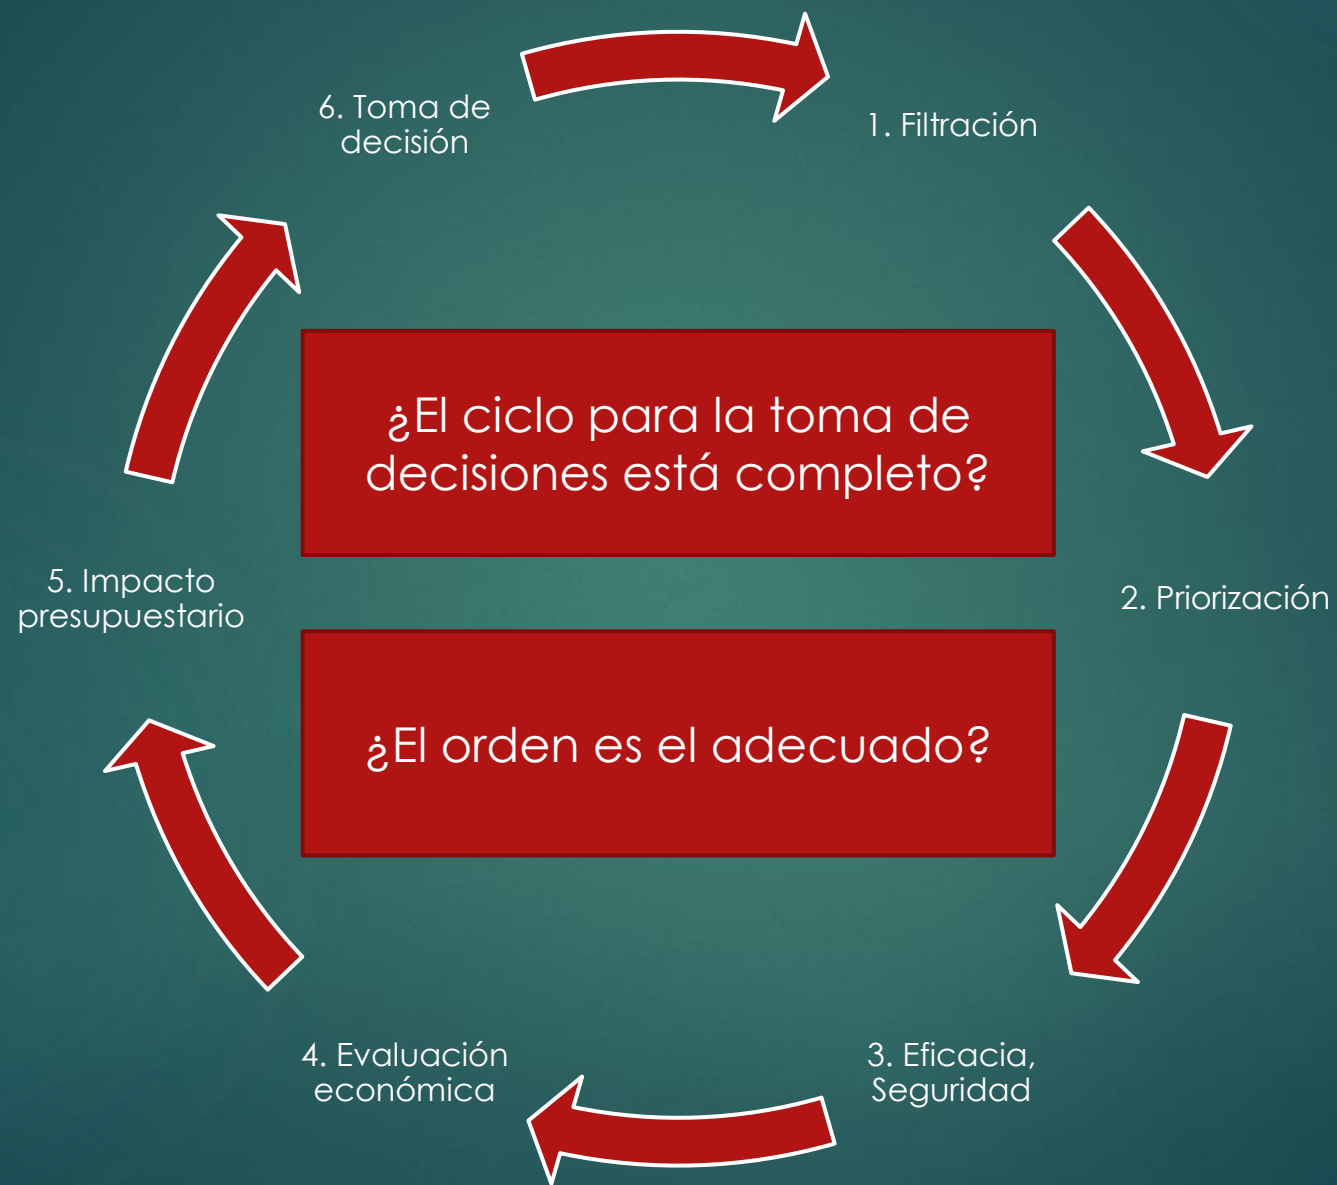 6. Toma de
decisión
1. Filtración
¿El ciclo para la toma de
decisiones está completo?
5. Impacto
presupuestario
2. Priorización
¿El orden es el adecuado?
4. Evaluación
económica
3. Eficacia,
Seguridad